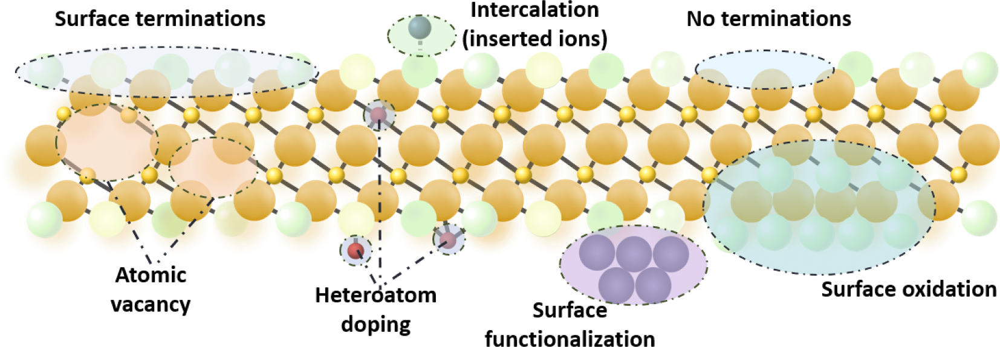 Surface terminations
Intercalation
(inserted ions)
No terminations
Atomic
vacancy
Heteroatom
doping
Surface
functionalization
Surface oxidation